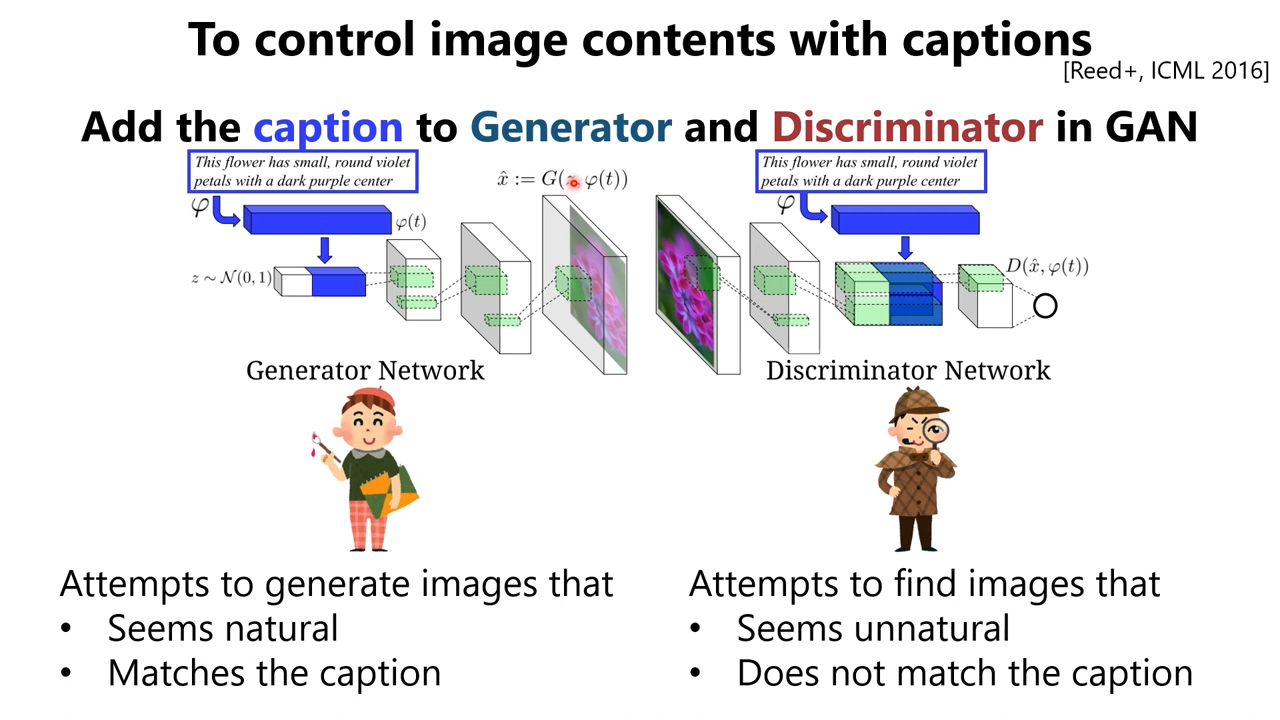 To control image contents with captions
[Reed+, ICML 2016]
Add the caption to Generator and Discriminator in GAN
This flower has small, round violet
petals with a dark purple center
φ
φ(t)
z ~ N(0,1)
x̂ := G(z, φ(t))
Generator Network
This flower has small, round violet
petals with a dark purple center
φ
D(x̂, φ(t))
Discriminator Network
Attempts to generate images that
• Seems natural
• Matches the caption
Attempts to find images that
• Seems unnatural
• Does not match the caption